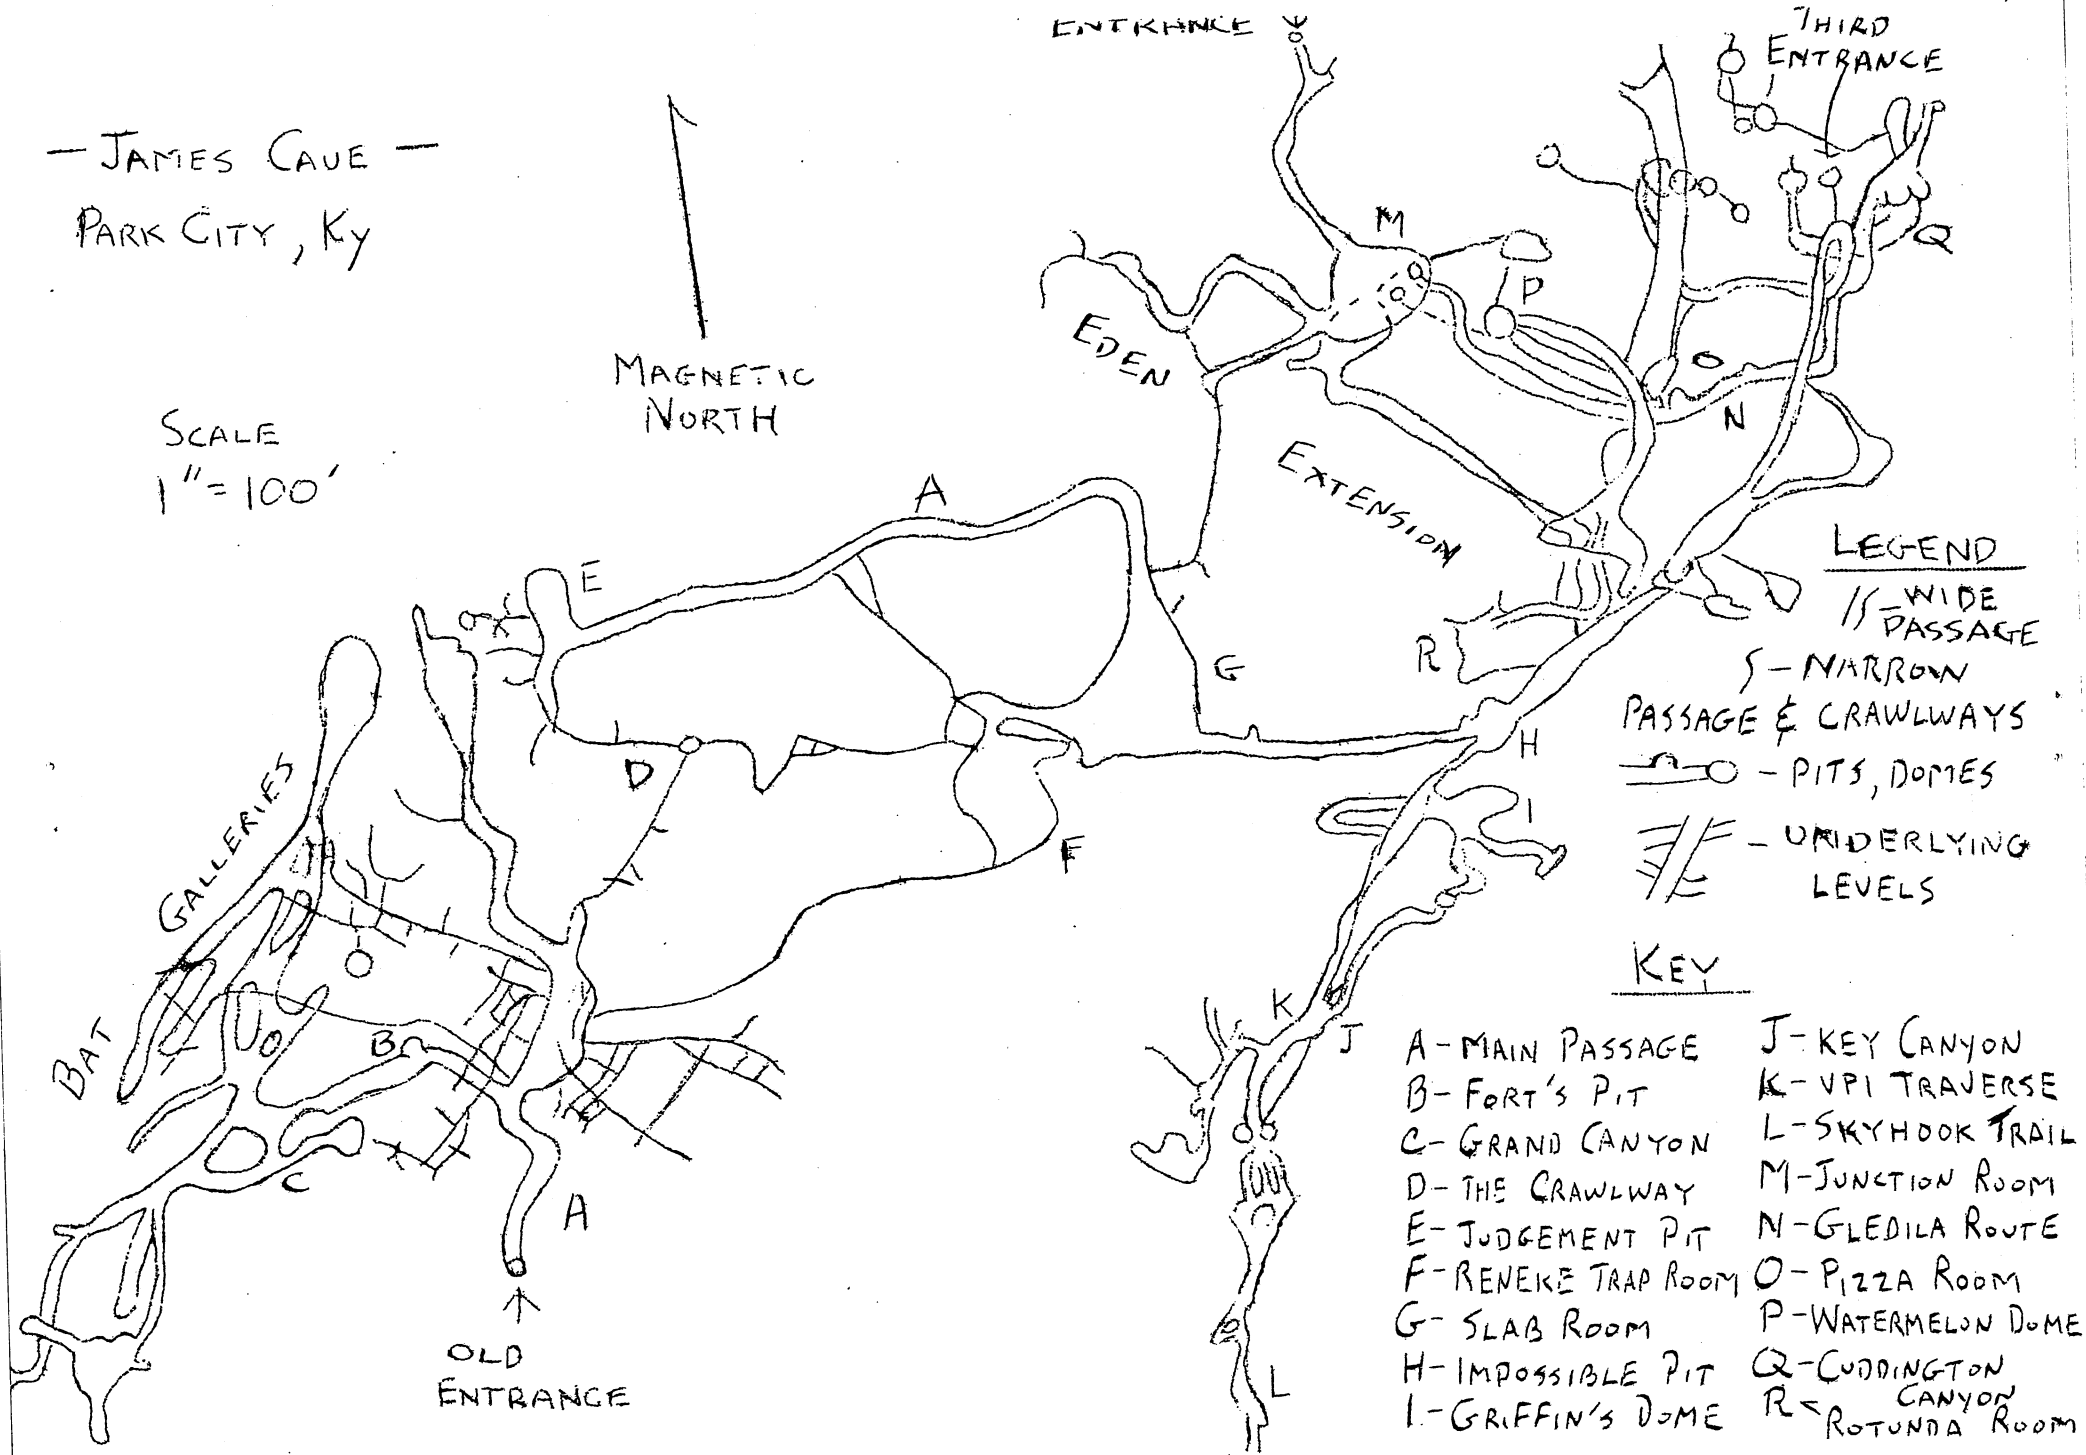 ENTRANCE
THIRD
ENTRANCE
- JAMES CAVE -
PARK CITY, KY
MAGNETIC
NORTH
SCALE
1" = 100'
M
Q
P
EDEN
O
N
EXTENSION
A
E
R
G
D
H
I
F
GALLERIES
BAT
B
K
J
C
A
L
OLD
ENTRANCE
LEGEND
- WIDE
PASSAGE
- NARROW
PASSAGE & CRAWLWAYS
- PITS, DOMES
- UNDERLYING
LEVELS
KEY
A - MAIN PASSAGE
B - FORT'S PIT
C - GRAND CANYON
D - THE CRAWLWAY
E - JUDGEMENT PIT
F - RENEKE TRAP ROOM
G - SLAB ROOM
H - IMPOSSIBLE PIT
I - GRIFFIN'S DOME
J - KEY CANYON
K - VPI TRAVERSE
L - SKYHOOK TRAIL
M - JUNCTION ROOM
N - GLEDILA ROUTE
O - PIZZA ROOM
P - WATERMELON DOME
Q - CUDDINGTON
CANYON
R - ROTUNDA ROOM